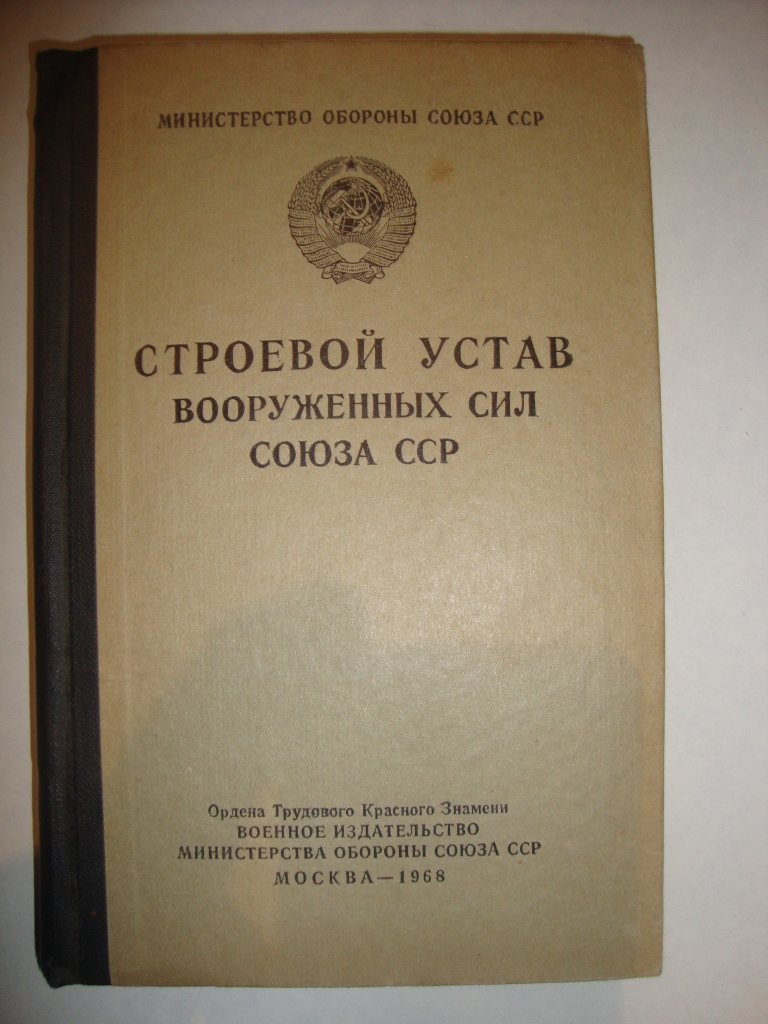 МИНИСТЕРСТВО ОБОРОНЫ СОЮЗА ССР
СТРОЕВОЙ УСТАВ
ВООРУЖЕННЫХ СИЛ
СОЮЗА ССР
Ордена Трудового Красного Знамени
ВОЕННОЕ ИЗДАТЕЛЬСТВО
МИНИСТЕРСТВА ОБОРОНЫ СОЮЗА ССР
МОСКВА—1968